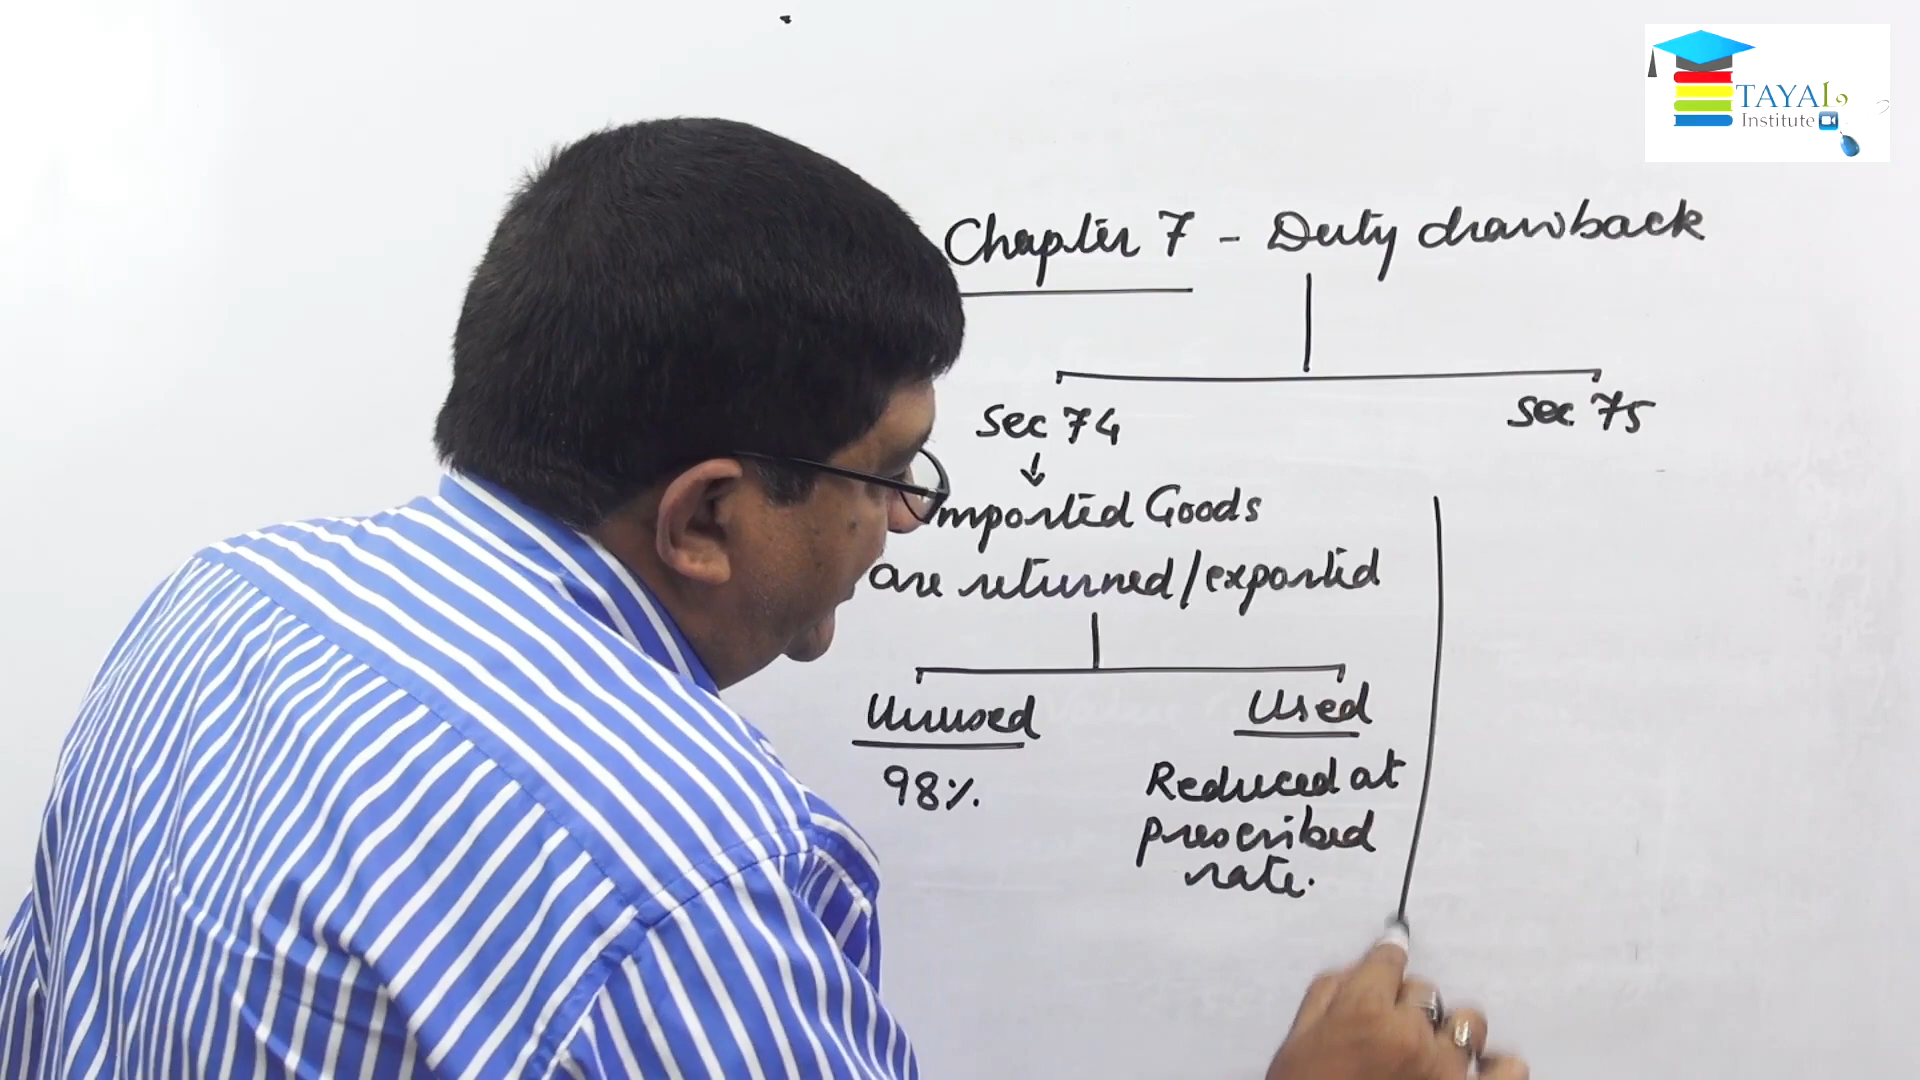 TAYAL
Institute
Chapter 7 - Duty drawback
Sec 74
Sec 75
Imported Goods
are returned/exported
Unused
Used
98%.
Reduced at
prescribed
rate.